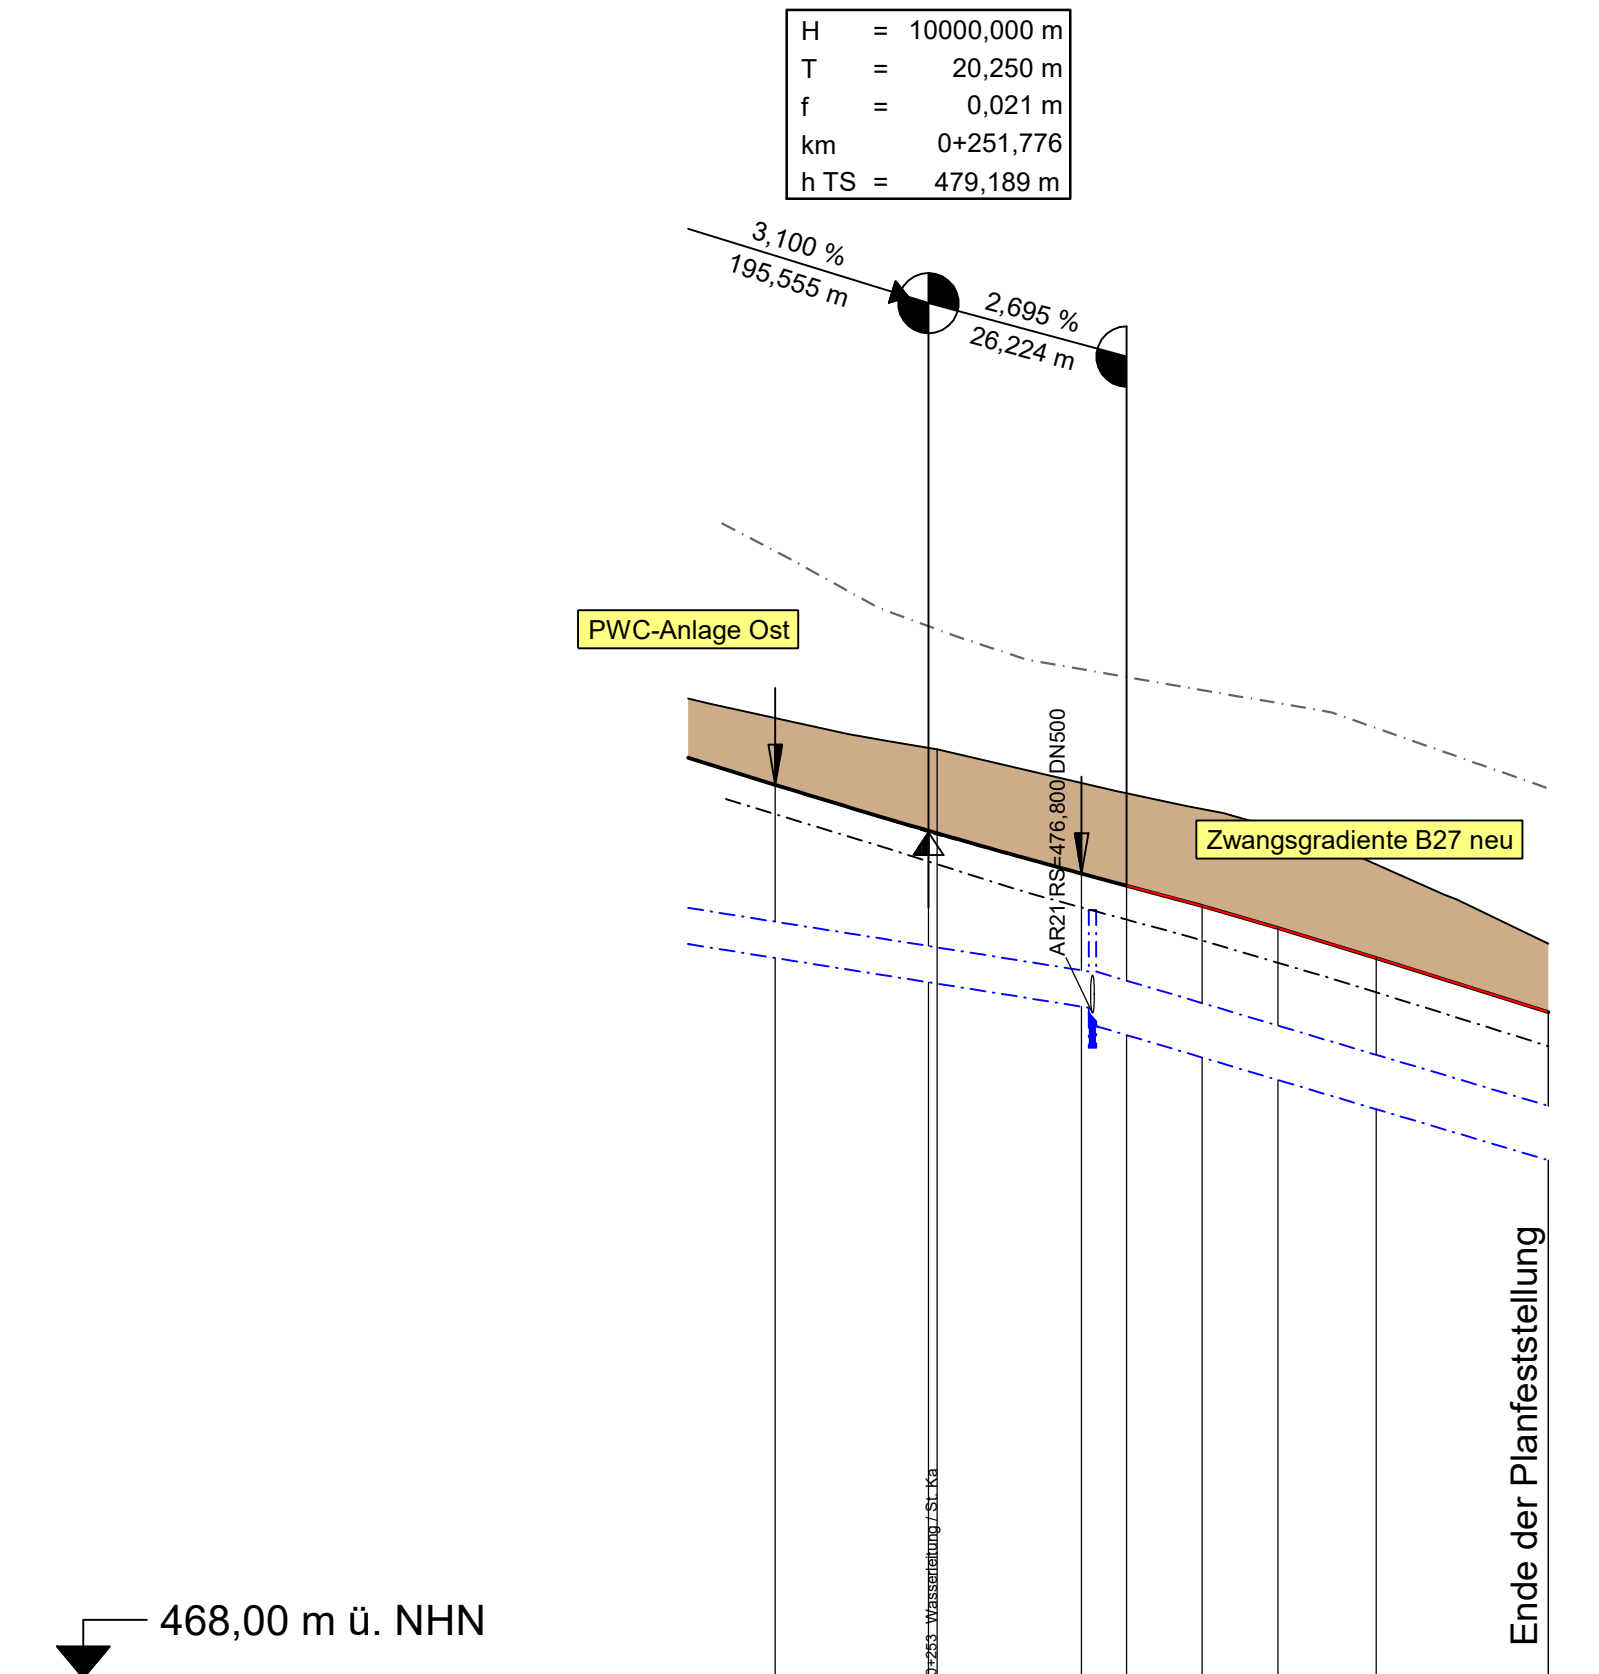 H = 10000,000 m
T = 20,250 m
f = 0,021 m
km 0+251,776
h TS = 479,189 m
3,100 %
195,555 m
2,695 %
26,224 m
PWC-Anlage Ost
AR21 RS=476,800 DN500
Zwangsgradiente B27 neu
0+253 Wasserleitung / St. Ka
Ende der Planfeststellung
468,00 m ü. NHN